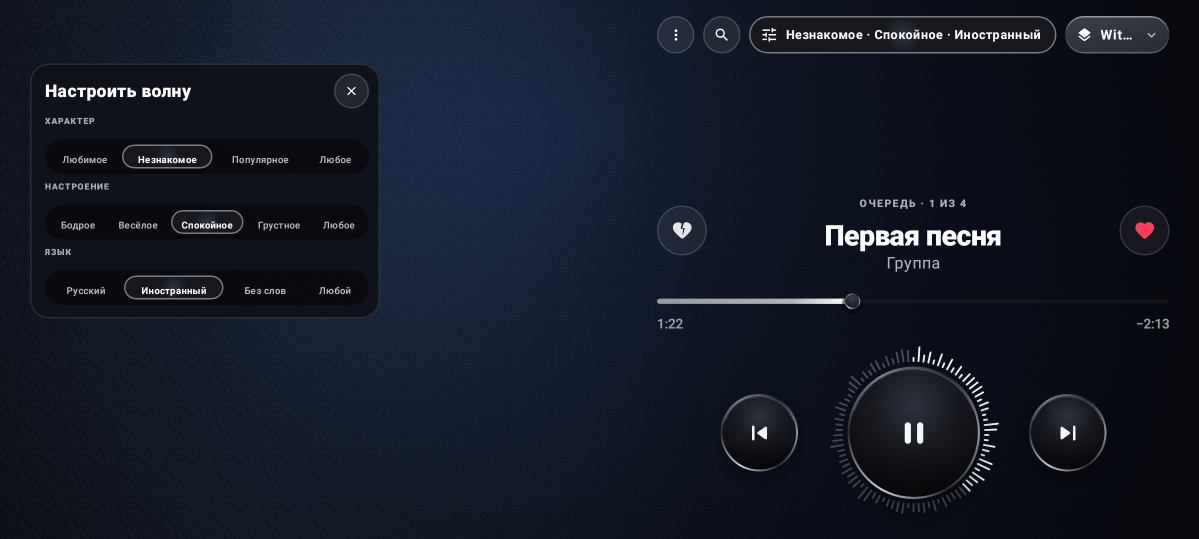 Незнакомое · Спокойное · Иностранный
Wit...
Настроить волну
ХАРАКТЕР
Любимое Незнакомое Популярное Любое
НАСТРОЕНИЕ
Бодрое Весёлое Спокойное Грустное Любое
ЯЗЫК
Русский Иностранный Без слов Любой
ОЧЕРЕДЬ · 1 ИЗ 4
Первая песня
Группа
1:22 −2:13